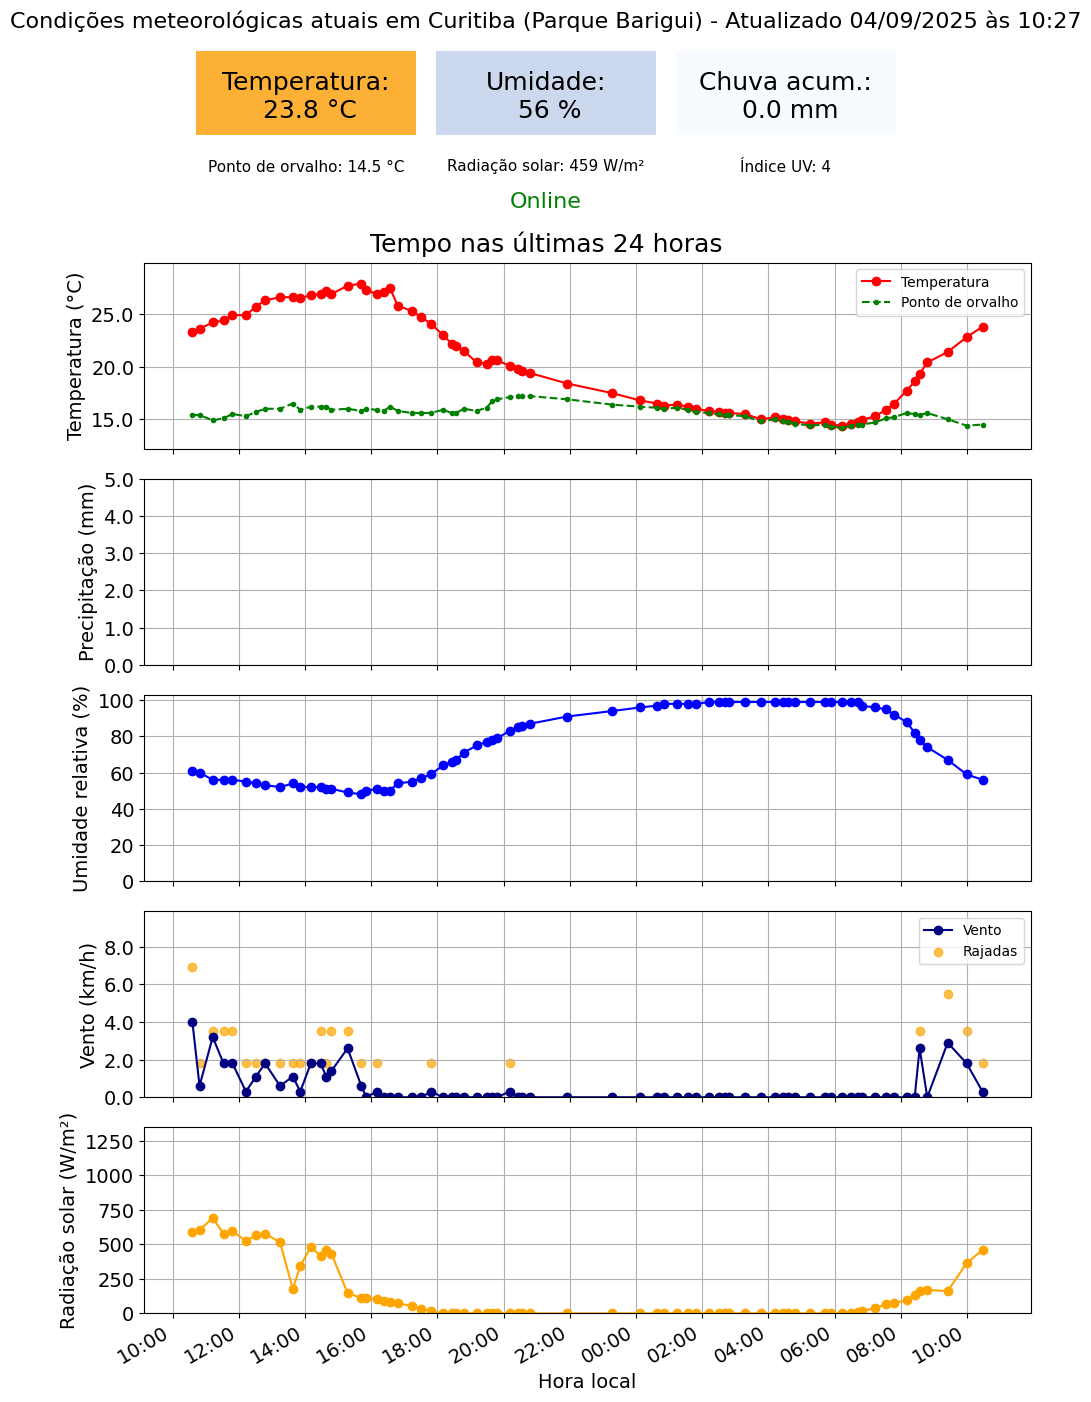 Condições meteorológicas atuais em Curitiba (Parque Barigui) - Atualizado 04/09/2025 às 10:27
Temperatura:
23.8 °C
Umidade:
56 %
Chuva acum.:
0.0 mm
Ponto de orvalho: 14.5 °C
Radiação solar: 459 W/m²
Índice UV: 4
Online
Tempo nas últimas 24 horas
Temperatura (°C)
25.0
20.0
15.0
Temperatura
Ponto de orvalho
Precipitação (mm)
5.0
4.0
3.0
2.0
1.0
0.0
Umidade relativa (%)
100
80
60
40
20
0
Vento (km/h)
8.0
6.0
4.0
2.0
0.0
Vento
Rajadas
Radiação solar (W/m²)
1250
1000
750
500
250
0
10:00
12:00
14:00
16:00
18:00
20:00
22:00
00:00
02:00
04:00
06:00
08:00
10:00
Hora local